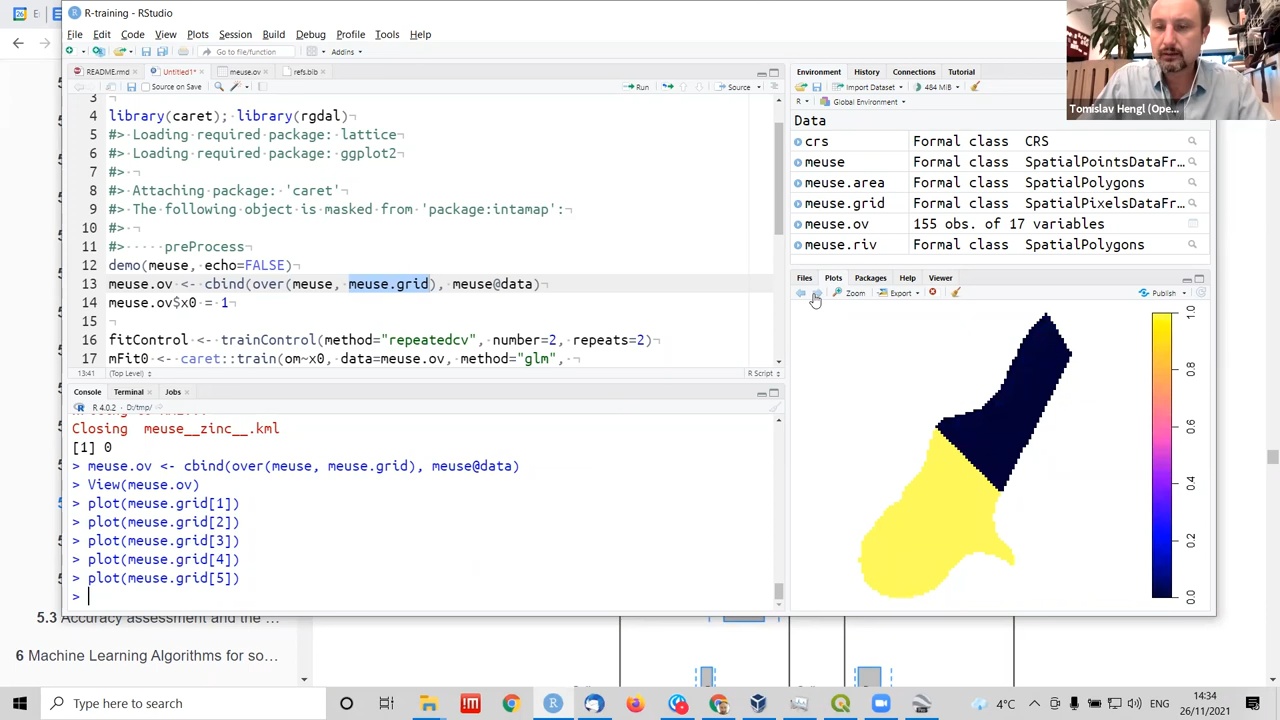 R-training - RStudio
File Edit Code View Plots Session Build Debug Profile Tools Help
Go to file/function
Addins
README.md
Untitled1*
meuse.ov
refs.bib
Source on Save
Run
Source
3
4 library(caret); library(rgdal)
5 #> Loading required package: lattice
6 #> Loading required package: ggplot2
7 #>
8 #> Attaching package: 'caret'
9 #> The following object is masked from 'package:intamap':
10 #>
11 #> preProcess
12 demo(meuse, echo=FALSE)
13 meuse.ov <- cbind(over(meuse, meuse.grid), meuse@data)
14 meuse.ov$x0 = 1
15
16 fitControl <- trainControl(method="repeatedcv", number=2, repeats=2)
17 mFit0 <- caret::train(om~x0, data=meuse.ov, method="glm",
13:41
(Top Level)
R Script
Console
Terminal
Jobs
R 4.0.2 · D:/tmp/
Closing meuse__zinc__.kml
[1] 0
> meuse.ov <- cbind(over(meuse, meuse.grid), meuse@data)
> View(meuse.ov)
> plot(meuse.grid[1])
> plot(meuse.grid[2])
> plot(meuse.grid[3])
> plot(meuse.grid[4])
> plot(meuse.grid[5])
>
Environment
History
Connections
Tutorial
Import Dataset
484 MiB
R
Global Environment
Data
crs Formal class CRS
meuse Formal class SpatialPointsDataFr…
meuse.area Formal class SpatialPolygons
meuse.grid Formal class SpatialPixelsDataFr…
meuse.ov 155 obs. of 17 variables
meuse.riv Formal class SpatialPolygons
Files
Plots
Packages
Help
Viewer
Zoom
Export
Publish
1.0
0.8
0.6
0.4
0.2
0.0
Tomislav Hengl (Ope...
5.3 Accuracy assessment and the …
6 Machine Learning Algorithms for so…
Type here to search
4°C
14:34
26/11/2021